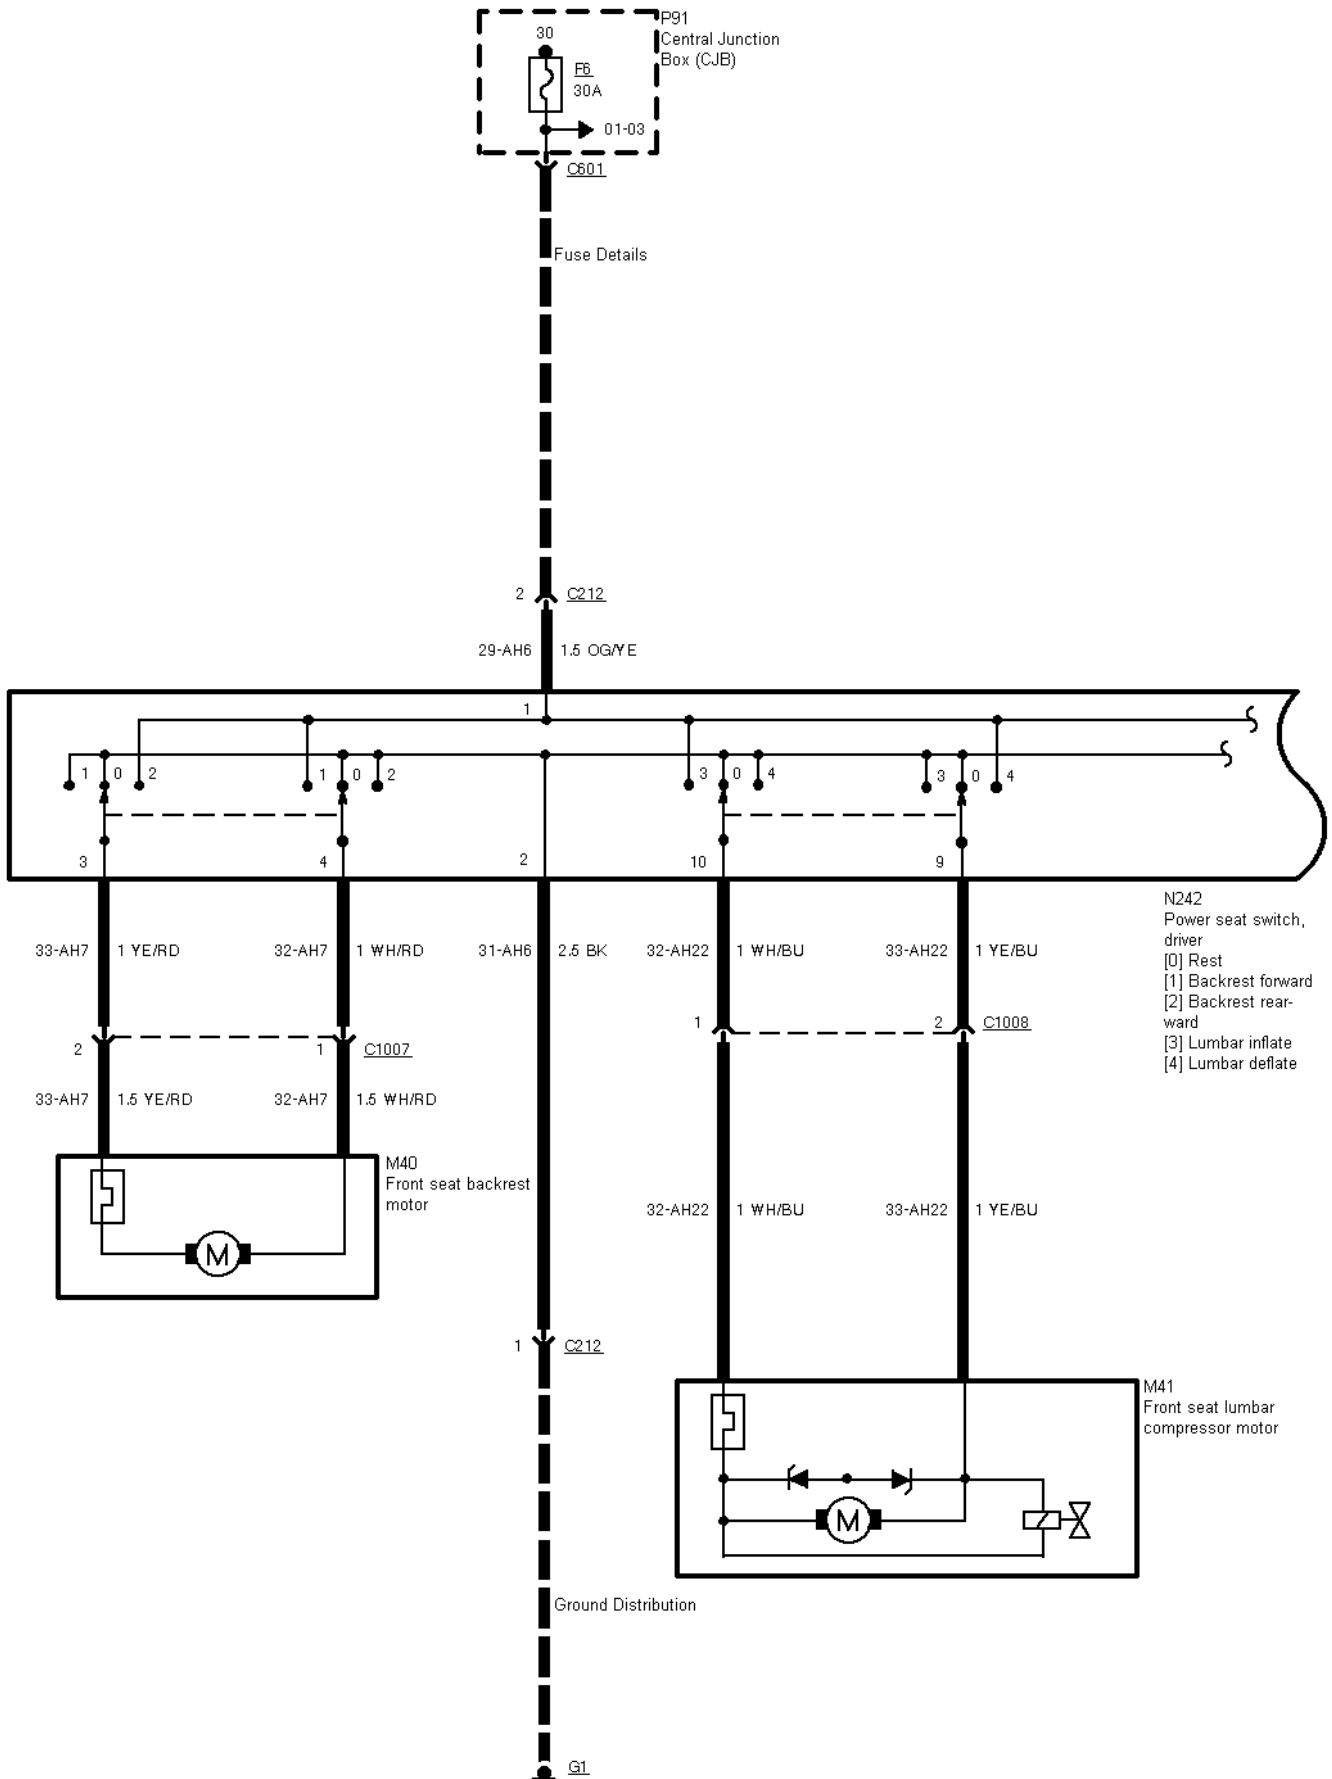 P91
Central Junction
Box (CJB)
30
F6
30A
01-03
C601
Fuse Details
2 C212
29-AH6 1.5 OG/YE
1
1 0 2 1 0 2 3 0 4 3 0 4
3 4 2 10 9
N242
Power seat switch,
driver
[0] Rest
[1] Backrest forward
[2] Backrest rear-
ward
[3] Lumbar inflate
[4] Lumbar deflate
33-AH7 1 YE/RD 32-AH7 1 WH/RD 31-AH6 2.5 BK 32-AH22 1 WH/BU 33-AH22 1 YE/BU
1 2 C1008
2 1 C1007
33-AH7 1.5 YE/RD 32-AH7 1.5 WH/RD
M40
Front seat backrest
motor
M
32-AH22 1 WH/BU 33-AH22 1 YE/BU
1 C212
M41
Front seat lumbar
compressor motor
M
Ground Distribution
G1